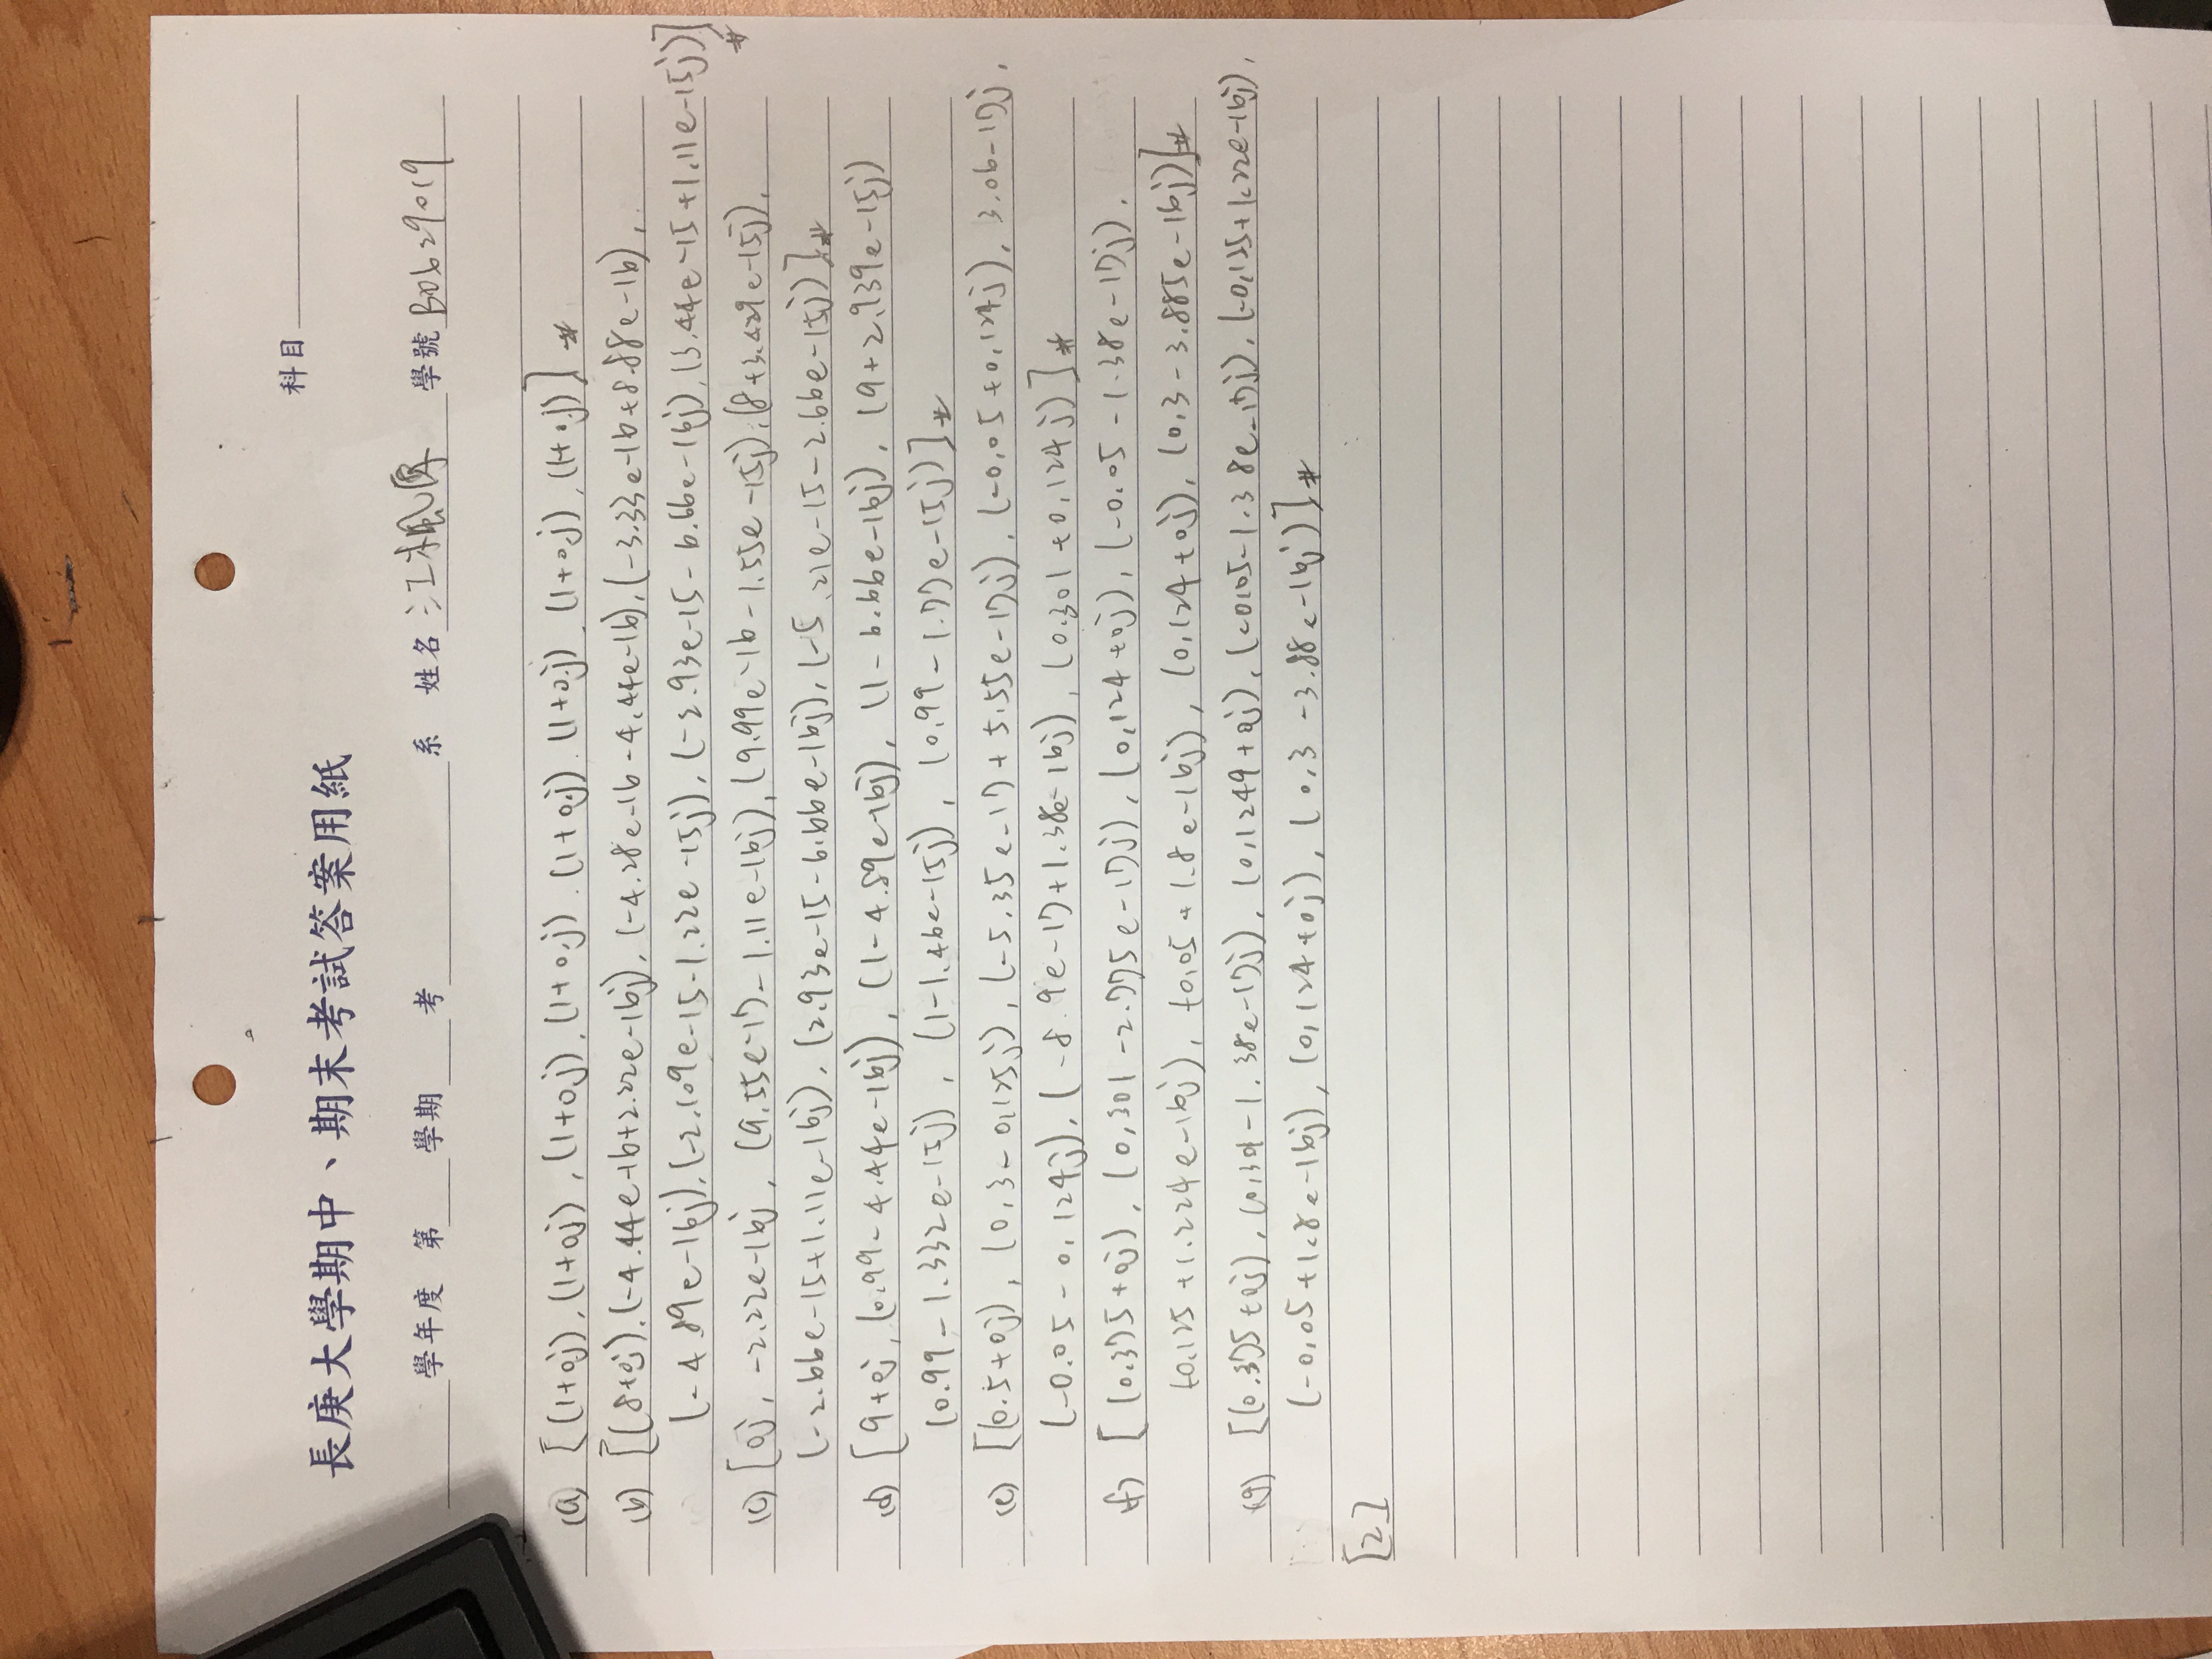 科目
長庚大學期中、期末考試答案用紙
學年度 第 學期 考 系 姓名 江楓 學號 B0629019
(a) [(1+0j), (1+0j), (1+0j), (1+0j), (1+0j), (1+0j), (1+0j), (1+0j)] #
(b) [(8+0j), (-4.44e-16+2.22e-16j), (-4.28e-16-4.44e-16), (-3.33e-16+8.88e-16),
(-4.89e-16j), (-2.109e-15-1.22e-15j), (-2.93e-15-6.66e-16j), (3.44e-15+1.11e-15j)]
#
(c) [0j, -2.22e-16j, (9.55e-17-1.11e-16j), (9.99e-16-1.55e-15j), (8+3.429e-15j),
(-2.66e-15+1.11e-16j), (2.93e-15-6.66e-16j), (-5.21e-15-2.66e-15j)] #
(d) [9+0j, (0.99-4.44e-16j), (1-4.89e-16j), (1-6.66e-16j), (9+2.939e-15j)
(0.99-1.332e-15j), (1-1.46e-15j), (0.99-1.77e-15j)] #
(e) [(0.5+0j), (0.3-0.125j), (-5.35e-17+5.55e-17j), (-0.05+0.124j), 3.06-17j,
(-0.05-0.124j), (-8.9e-17+1.38e-16j), (0.301+0.124j)] #
(f) [(0.375+0j), (0.301-2.775e-17j), (0.124+0j), (-0.05-1.38e-17j),
(-0.125+1.224e-16j), (-0.05+1.8e-16j), (0.124+0j), (0.3-3.885e-16j)] #
(g) [(0.375+0j), (0.301-1.38e-17j), (0.1249+0j), (-0.05-1.38e-17j), (-0.125+1.22e-16j),
(-0.05+1.8e-16j), (0.124+0j), (0.3-3.88e-16j)] #
[2]